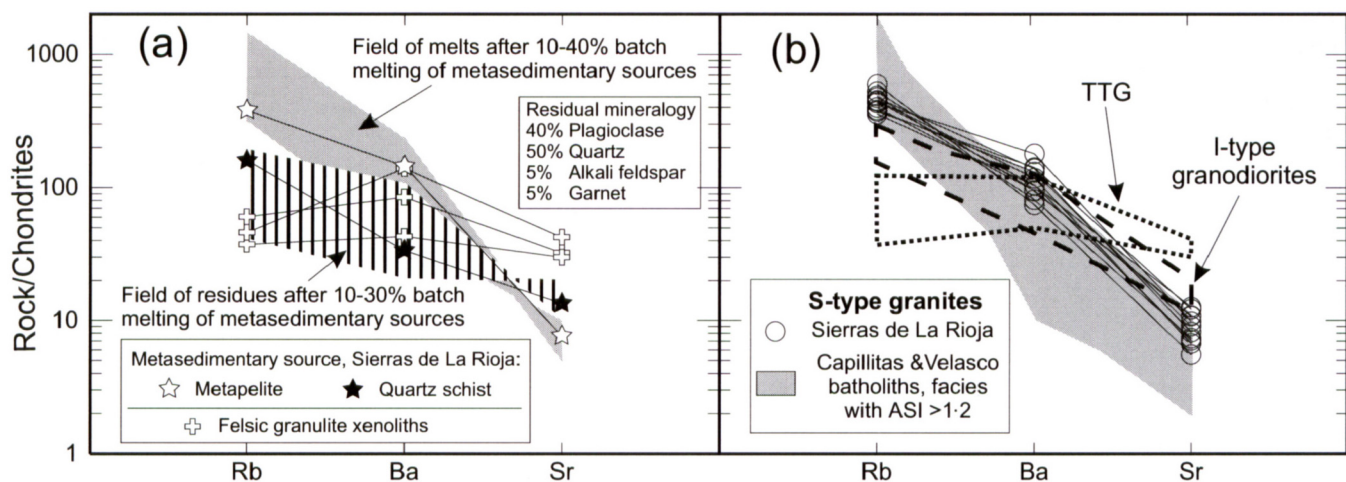 Rock/Chondrites
1000
100
10
1
(a)
Field of melts after 10-40% batch
melting of metasedimentary sources
Residual mineralogy
40% Plagioclase
50% Quartz
5% Alkali feldspar
5% Garnet
Field of residues after 10-30% batch
melting of metasedimentary sources
Metasedimentary source, Sierras de La Rioja:
Metapelite
Quartz schist
Felsic granulite xenoliths
Rb
Ba
Sr
(b)
TTG
I-type
granodiorites
S-type granites
Sierras de La Rioja
Capillitas &Velasco
batholiths, facies
with ASI >1·2
Rb
Ba
Sr